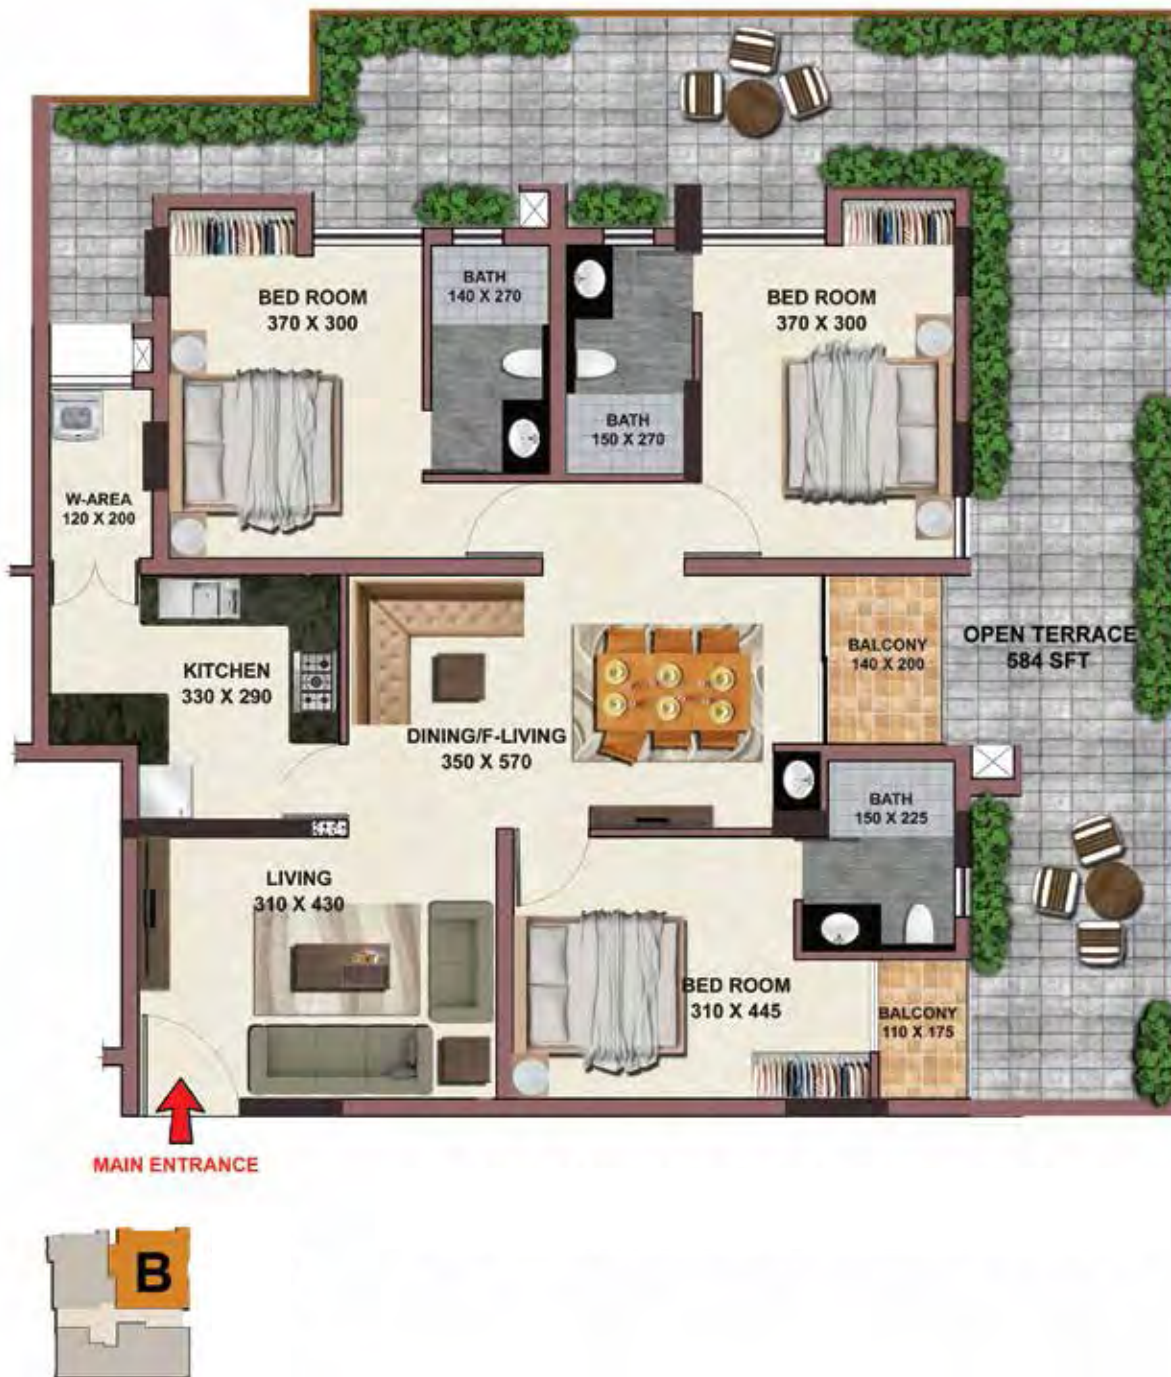 BATH
140 X 270
BED ROOM
370 X 300
BED ROOM
370 X 300
BATH
150 X 270
W-AREA
120 X 200
KITCHEN
330 X 290
BALCONY
140 X 200
OPEN TERRACE
584 SFT
DINING/F-LIVING
350 X 570
BATH
150 X 225
LIVING
310 X 430
BED ROOM
310 X 445
BALCONY
110 X 175
MAIN ENTRANCE
B